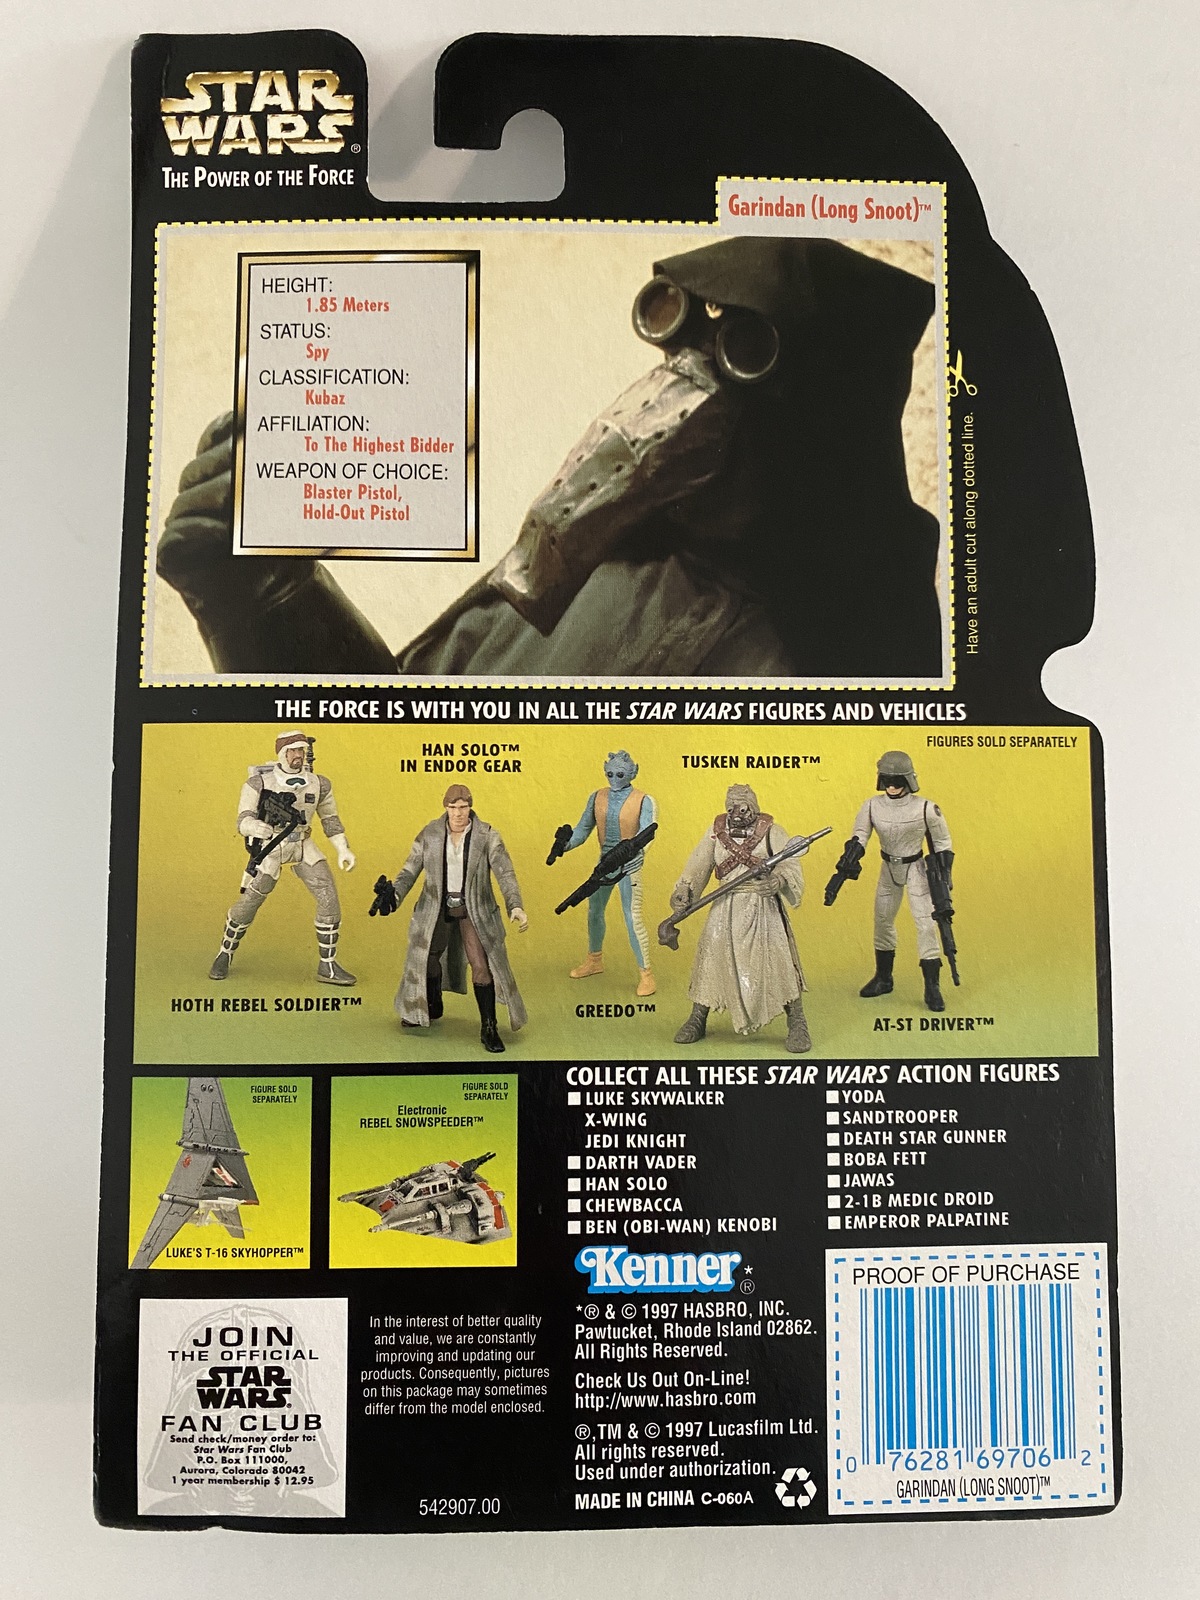 STAR
WARS®
THE POWER OF THE FORCE
Garindan (Long Snoot)™
HEIGHT:
1.85 Meters
STATUS:
Spy
CLASSIFICATION:
Kubaz
AFFILIATION:
To The Highest Bidder
WEAPON OF CHOICE:
Blaster Pistol,
Hold-Out Pistol
Have an adult cut along dotted line.
THE FORCE IS WITH YOU IN ALL THE STAR WARS FIGURES AND VEHICLES
FIGURES SOLD SEPARATELY
HAN SOLO™
IN ENDOR GEAR
TUSKEN RAIDER™
HOTH REBEL SOLDIER™
GREEDO™
AT-ST DRIVER™
FIGURE SOLD
SEPARATELY
LUKE'S T-16 SKYHOPPER™
FIGURE SOLD
SEPARATELY
Electronic
REBEL SNOWSPEEDER™
COLLECT ALL THESE STAR WARS ACTION FIGURES
LUKE SKYWALKER
X-WING
JEDI KNIGHT
DARTH VADER
HAN SOLO
CHEWBACCA
BEN (OBI-WAN) KENOBI
YODA
SANDTROOPER
DEATH STAR GUNNER
BOBA FETT
JAWAS
2-1B MEDIC DROID
EMPEROR PALPATINE
JOIN
THE OFFICIAL
STAR
WARS®
FAN CLUB
Send check/money order to:
Star Wars Fan Club
P.O. Box 111000,
Aurora, Colorado 80042
1 year membership $ 12.95
In the interest of better quality
and value, we are constantly
improving and updating our
products. Consequently, pictures
on this package may sometimes
differ from the model enclosed.
542907.00
Kenner*®
*® & © 1997 HASBRO, INC.
Pawtucket, Rhode Island 02862.
All Rights Reserved.
Check Us Out On-Line!
http://www.hasbro.com
®,TM & © 1997 Lucasfilm Ltd.
All rights reserved.
Used under authorization.
MADE IN CHINA C-060A
PROOF OF PURCHASE
0 76281 69706 2
GARINDAN (LONG SNOOT)™